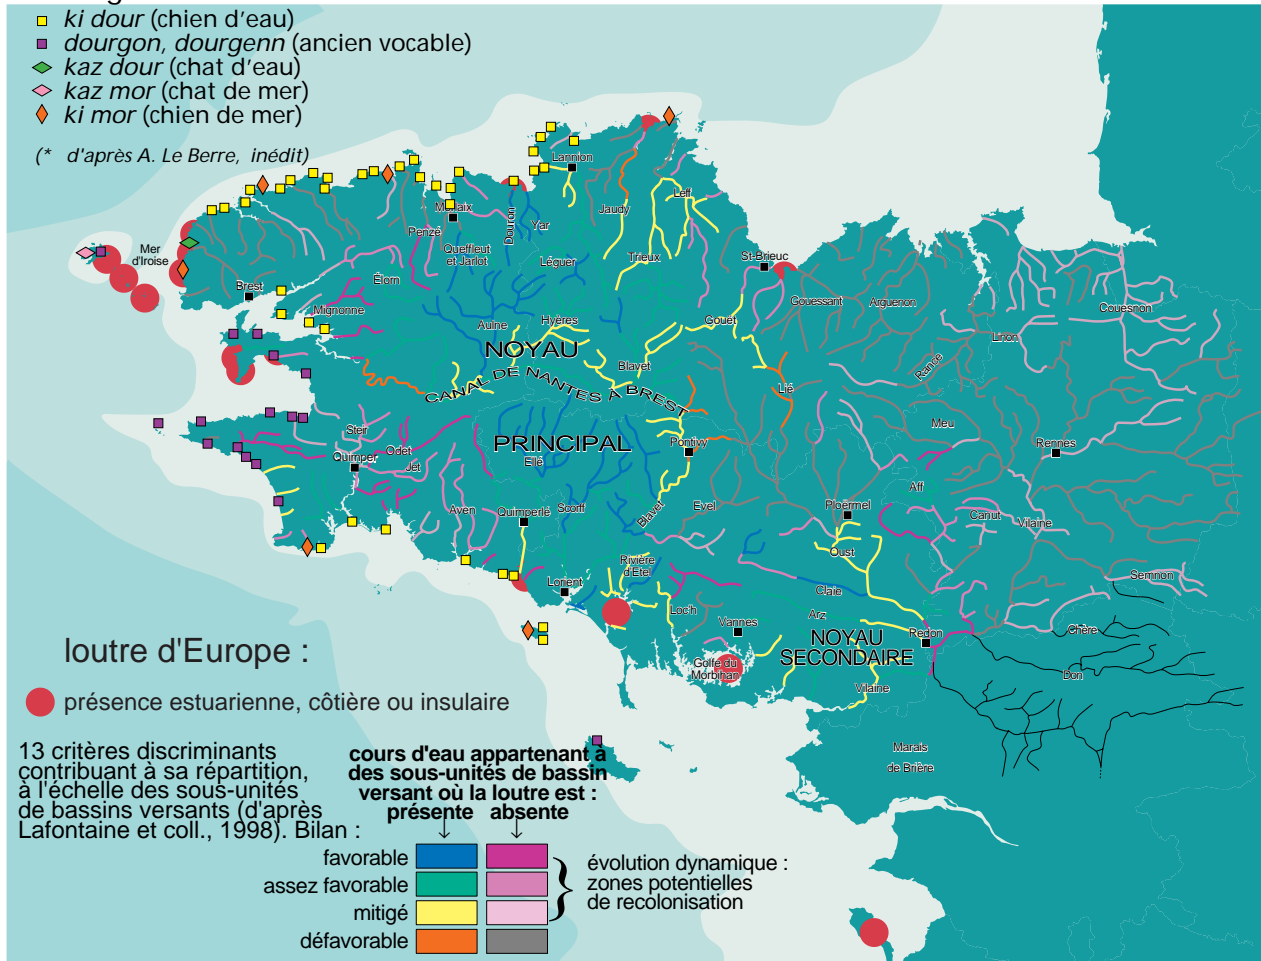 ki dour (chien d'eau)
dourgon, dourgenn (ancien vocable)
kaz dour (chat d'eau)
kaz mor (chat de mer)
ki mor (chien de mer)
(* d'après A. Le Berre, inédit)
Lannion
Leff
Jaudy
Morlaix
Douron
Yar
Penzé
Queffleut
et Jarlot
Léguer
Trieux
St-Brieuc
Mer
d'Iroise
Brest
Élorn
Mignonne
Gouessant
Arguenon
Couesnon
Gouët
Linon
Aulne
Hyères
NOYAU
Blavet
Rance
CANAL DE NANTES À BREST
Lié
Meu
Steir
PRINCIPAL
Pontivy
Rennes
Quimper
Odet
Jet
Ellé
Aff
Aven
Quimperlé
Scorff
Blavet
Evel
Ploërmel
Canut
Vilaine
Oust
Rivière
d'Etel
Semnon
Lorient
Claie
Loc'h
Arz
Vannes
NOYAU
SECONDAIRE
Redon
Chère
Golfe du
Morbihan
Don
Vilaine
Marais
de Brière
loutre d'Europe :
présence estuarienne, côtière ou insulaire
13 critères discriminants
contribuant à sa répartition,
à l'échelle des sous-unités
de bassins versants (d'après
Lafontaine et coll., 1998). Bilan :
cours d'eau appartenant à
des sous-unités de bassin
versant où la loutre est :
présente absente
favorable
assez favorable
mitigé
défavorable
évolution dynamique :
zones potentielles
de recolonisation